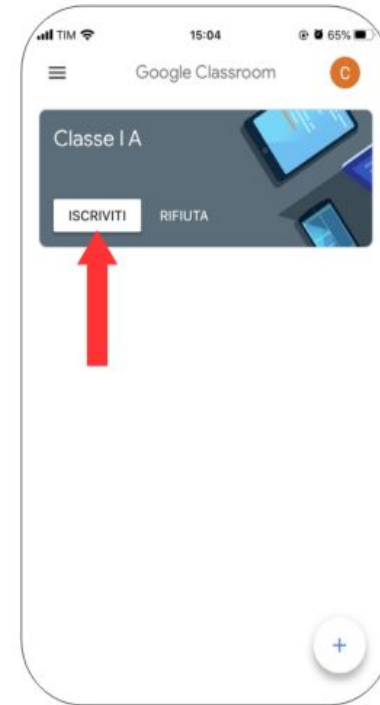 TIM 15:04 65%
Google Classroom C
Classe I A
ISCRIVITI RIFIUTA
+